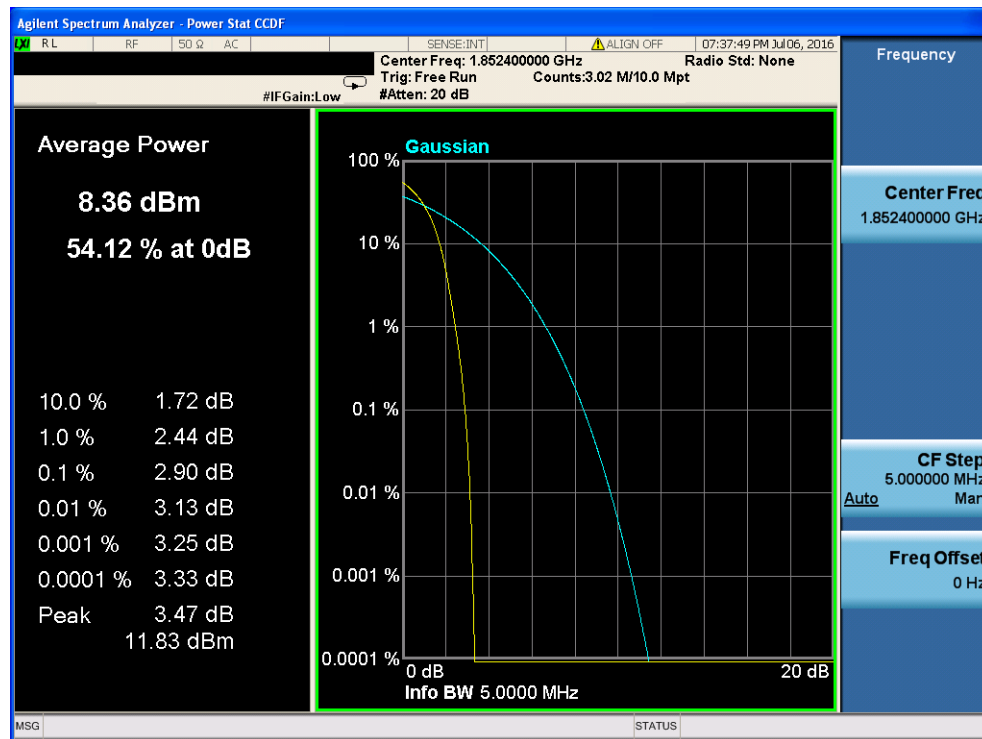 Agilent Spectrum Analyzer - Power Stat CCDF
LXI RL RF 50 Ω AC SENSE:INT ALIGN OFF 07:37:49 PM Jul 06, 2016
Center Freq: 1.852400000 GHz Radio Std: None
Trig: Free Run Counts:3.02 M/10.0 Mpt
#IFGain:Low #Atten: 20 dB
Average Power
8.36 dBm
54.12 % at 0dB
10.0 % 1.72 dB
1.0 % 2.44 dB
0.1 % 2.90 dB
0.01 % 3.13 dB
0.001 % 3.25 dB
0.0001 % 3.33 dB
Peak 3.47 dB
11.83 dBm
Gaussian
100 %
10 %
1 %
0.1 %
0.01 %
0.001 %
0.0001 %
0 dB 20 dB
Info BW 5.0000 MHz
Frequency
Center Freq
1.852400000 GHz
CF Step
5.000000 MHz
Auto Man
Freq Offset
0 Hz
MSG STATUS